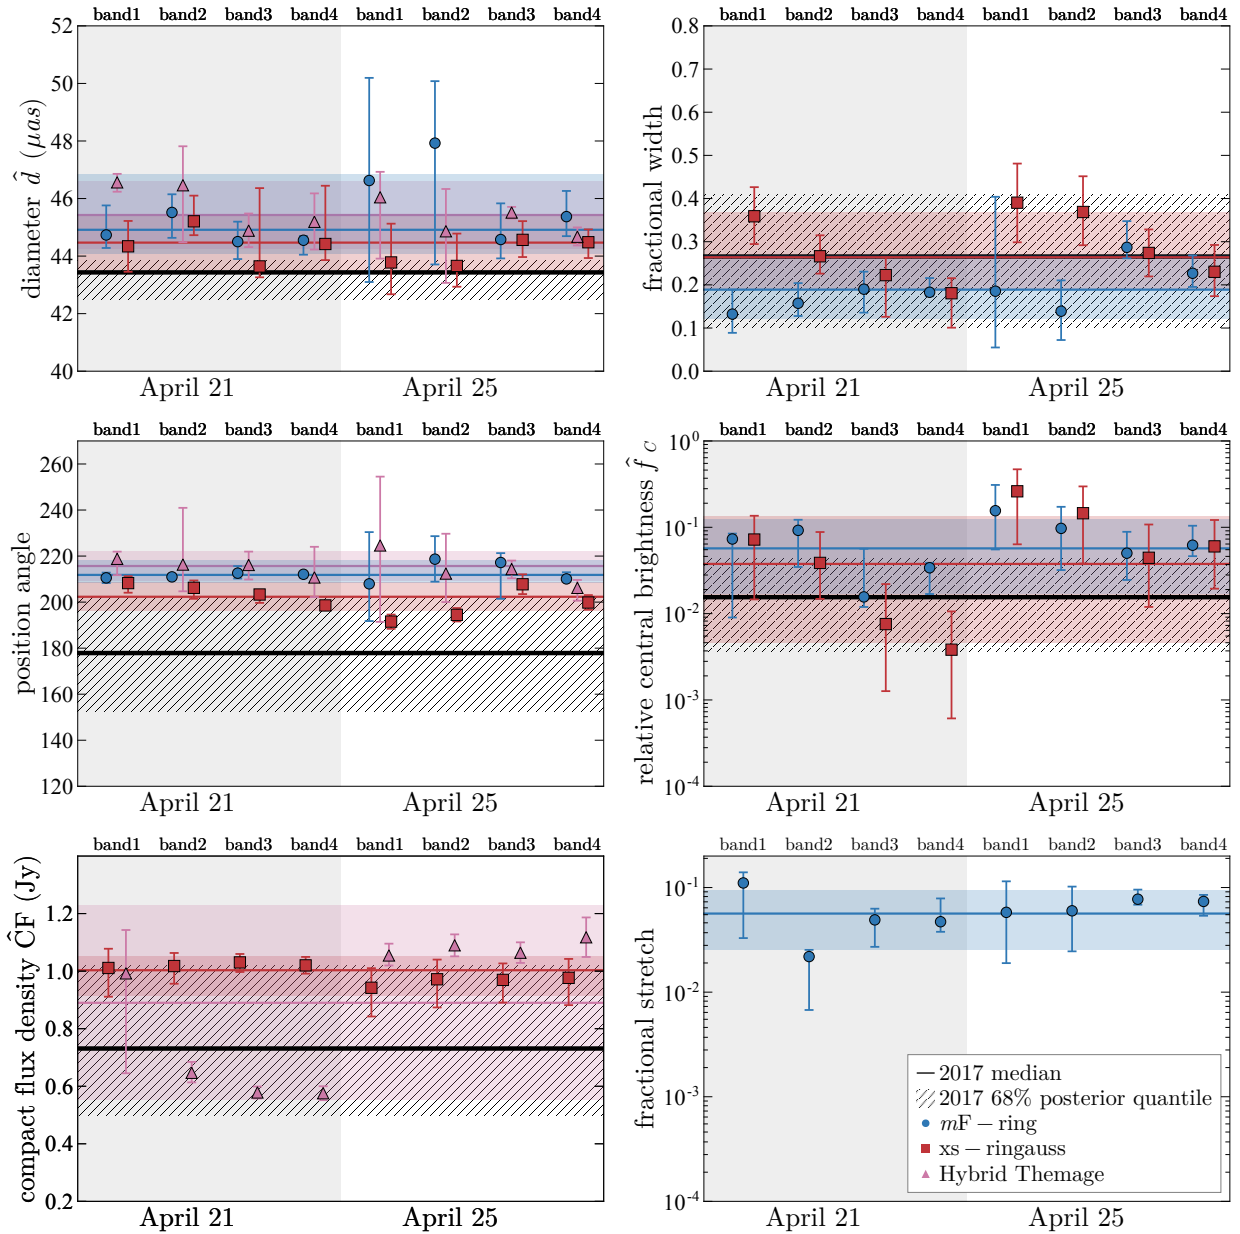 band1 band2 band3 band4 band1 band2 band3 band4
52
50
48
46
44
42
40
diameter d̂ (μas)
April 21 April 25
band1 band2 band3 band4 band1 band2 band3 band4
0.8
0.7
0.6
0.5
0.4
0.3
0.2
0.1
0.0
fractional width
April 21 April 25
band1 band2 band3 band4 band1 band2 band3 band4
260
240
220
200
180
160
140
120
position angle
April 21 April 25
band1 band2 band3 band4 band1 band2 band3 band4
10^0
10^-1
10^-2
10^-3
10^-4
relative central brightness f̂_C
April 21 April 25
band1 band2 band3 band4 band1 band2 band3 band4
1.2
1.0
0.8
0.6
0.4
0.2
compact flux density ĈF (Jy)
April 21 April 25
band1 band2 band3 band4 band1 band2 band3 band4
10^-1
10^-2
10^-3
10^-4
fractional stretch
2017 median
2017 68% posterior quantile
mF − ring
xs − ringauss
Hybrid Themage
April 21 April 25